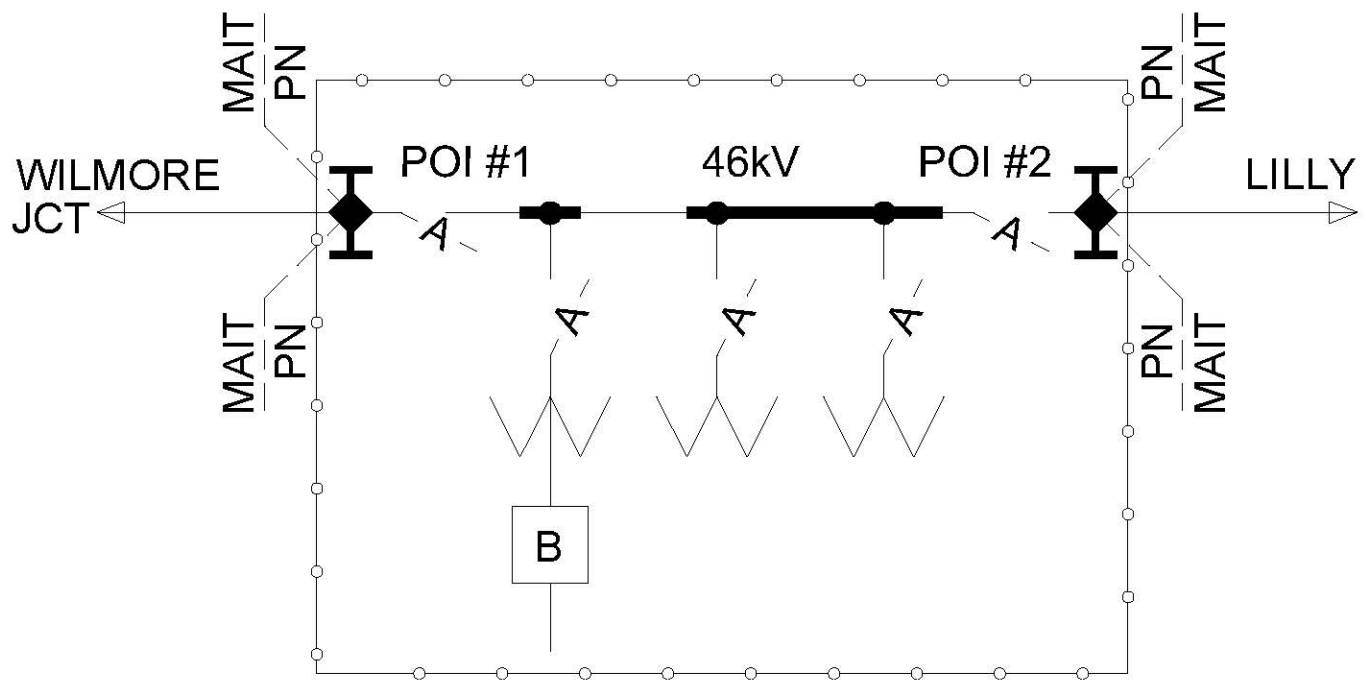 MAIT
PN
PN
MAIT
POI #1
46kV
POI #2
WILMORE
JCT
LILLY
A
A
A
A
A
MAIT
PN
PN
MAIT
B